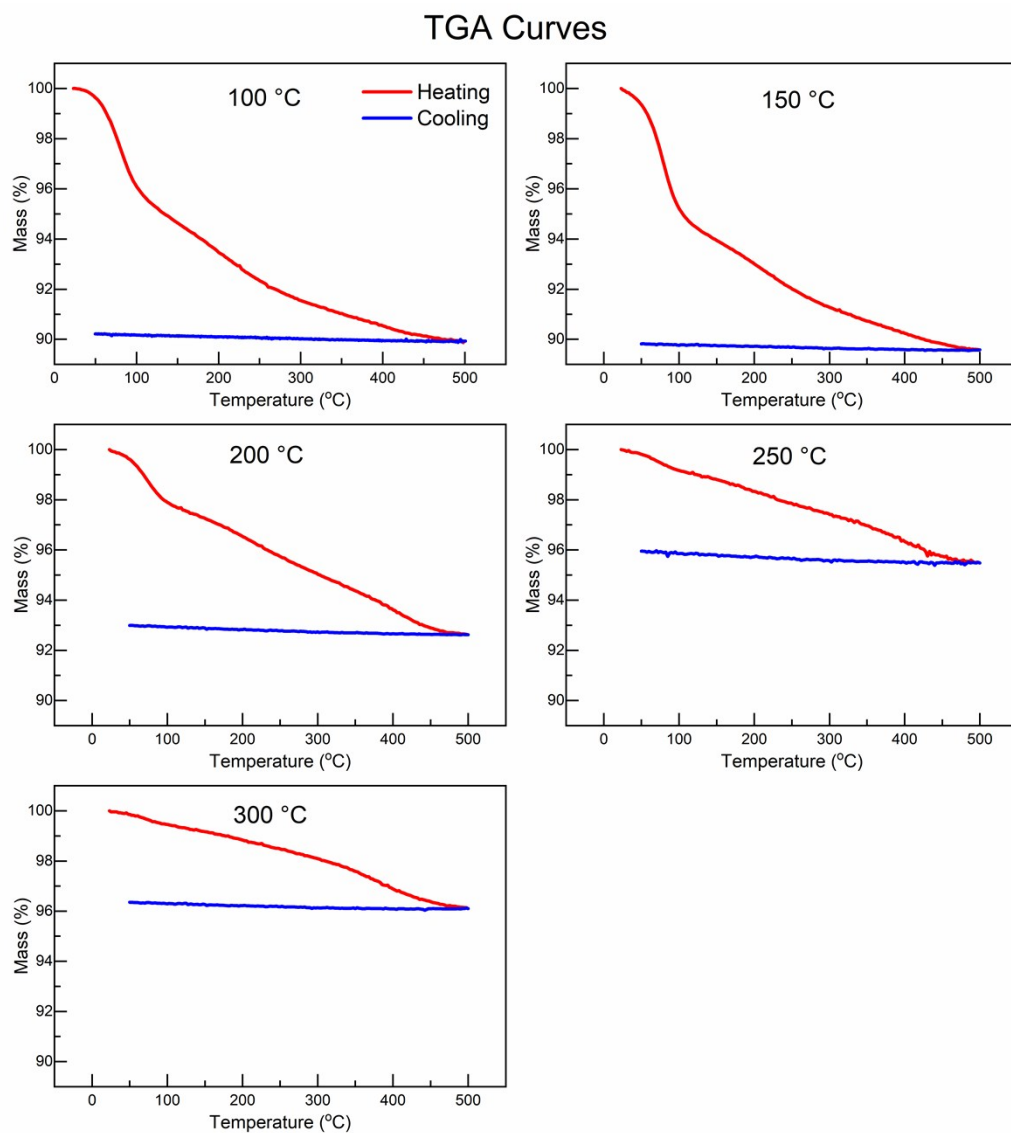 TGA Curves
100 °C
Heating
Cooling
Mass (%)
100
98
96
94
92
90
0 100 200 300 400 500
Temperature (°C)
150 °C
Mass (%)
100
98
96
94
92
90
0 100 200 300 400 500
Temperature (°C)
200 °C
Mass (%)
100
98
96
94
92
90
0 100 200 300 400 500
Temperature (°C)
250 °C
Mass (%)
100
98
96
94
92
90
0 100 200 300 400 500
Temperature (°C)
300 °C
Mass (%)
100
98
96
94
92
90
0 100 200 300 400 500
Temperature (°C)